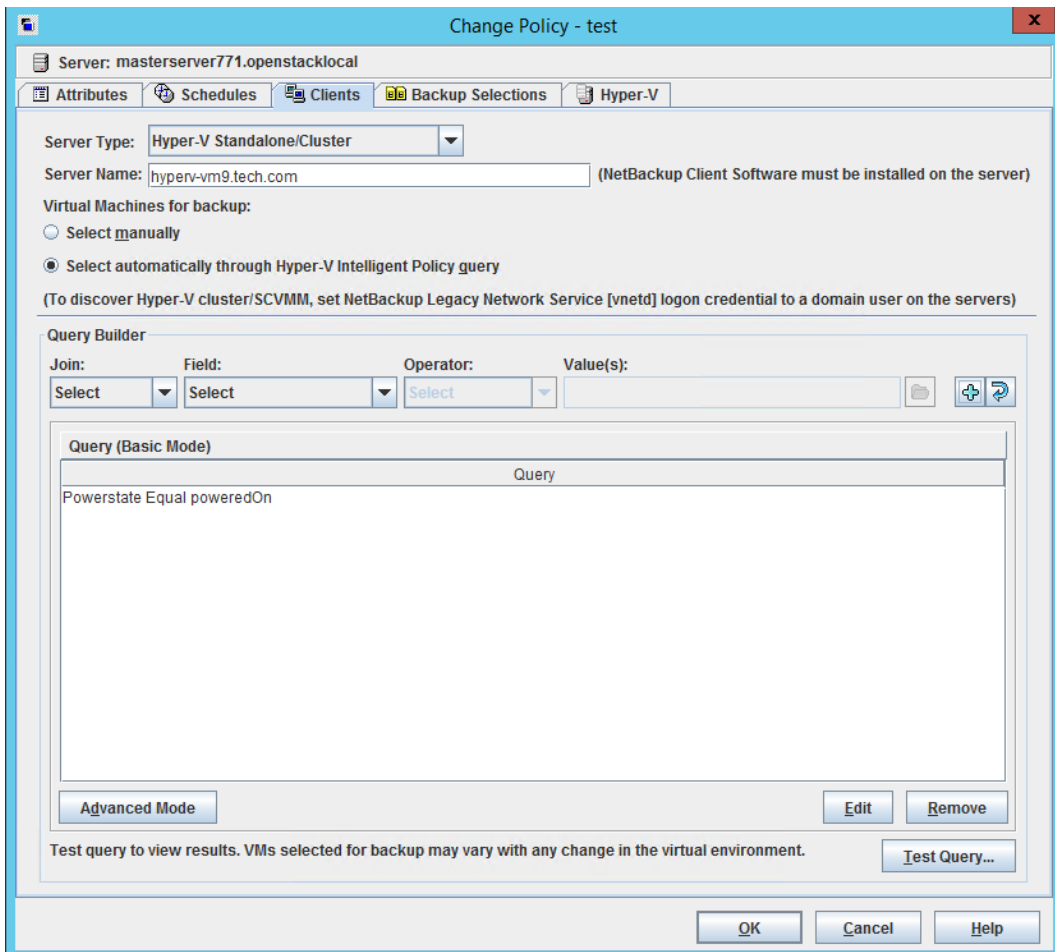 Change Policy - test
x
Server: masterserver771.openstacklocal
Attributes Schedules Clients Backup Selections Hyper-V
Server Type: Hyper-V Standalone/Cluster
Server Name: hyperv-vm9.tech.com (NetBackup Client Software must be installed on the server)
Virtual Machines for backup:
Select manually
Select automatically through Hyper-V Intelligent Policy query
(To discover Hyper-V cluster/SCVMM, set NetBackup Legacy Network Service [vnetd] logon credential to a domain user on the servers)
Query Builder
Join: Field: Operator: Value(s):
Select Select Select
Query (Basic Mode)
Query
Powerstate Equal poweredOn
Advanced Mode Edit Remove
Test query to view results. VMs selected for backup may vary with any change in the virtual environment. Test Query...
OK Cancel Help